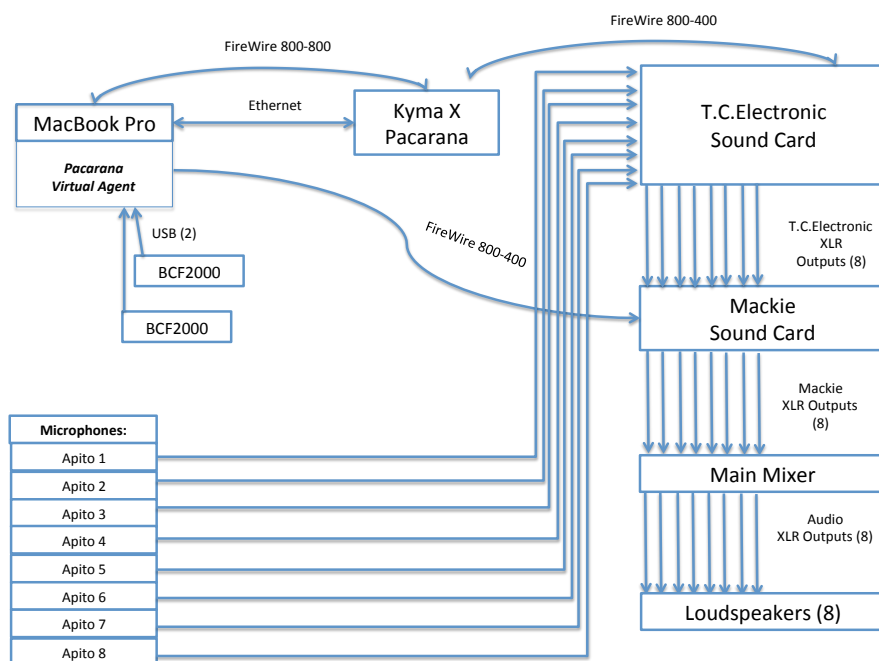 FireWire 800-800
FireWire 800-400
Ethernet
MacBook Pro
Pacarana
Virtual Agent
Kyma X
Pacarana
T.C.Electronic
Sound Card
USB (2)
BCF2000
BCF2000
FireWire 800-400
T.C.Electronic
XLR
Outputs (8)
Mackie
Sound Card
Mackie
XLR Outputs
(8)
Main Mixer
Audio
XLR Outputs (8)
Loudspeakers (8)
Microphones:
Apito 1
Apito 2
Apito 3
Apito 4
Apito 5
Apito 6
Apito 7
Apito 8